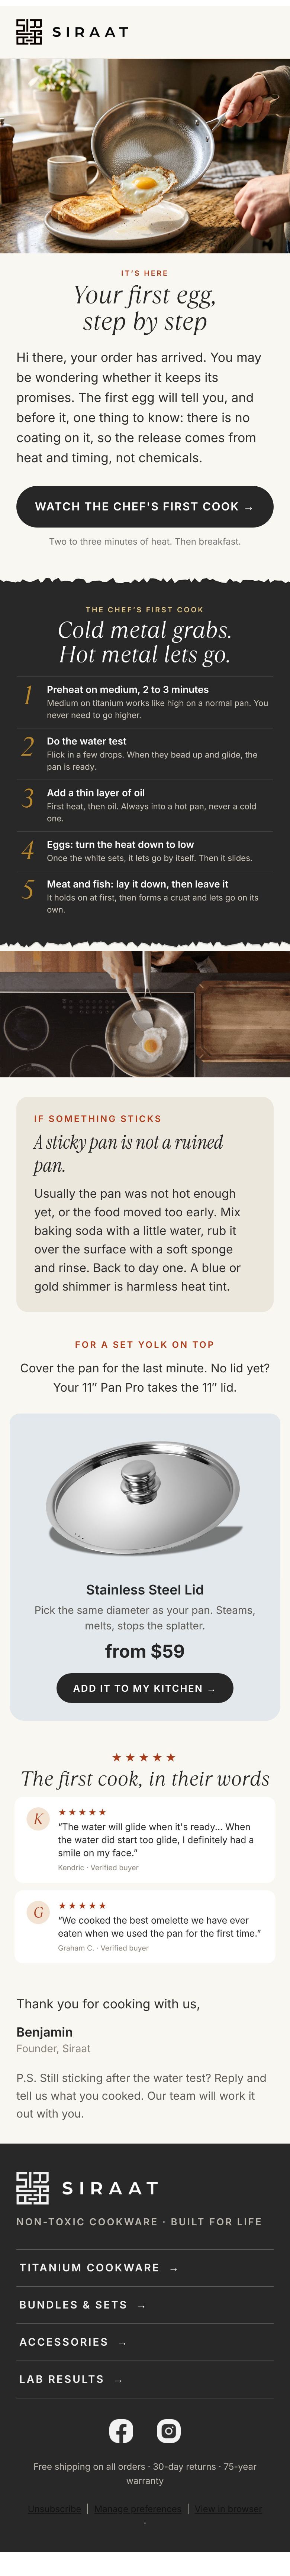 SIRAAT
IT'S HERE
Your first egg,
step by step
Hi there, your order has arrived. You may
be wondering whether it keeps its
promises. The first egg will tell you, and
before it, one thing to know: there is no
coating on it, so the release comes from
heat and timing, not chemicals.
WATCH THE CHEF'S FIRST COOK →
Two to three minutes of heat. Then breakfast.
THE CHEF'S FIRST COOK
Cold metal grabs.
Hot metal lets go.
1 Preheat on medium, 2 to 3 minutes
Medium on titanium works like high on a normal pan. You
never need to go higher.
2 Do the water test
Flick in a few drops. When they bead up and glide, the
pan is ready.
3 Add a thin layer of oil
First heat, then oil. Always into a hot pan, never a cold
one.
4 Eggs: turn the heat down to low
Once the white sets, it lets go by itself. Then it slides.
5 Meat and fish: lay it down, then leave it
It holds on at first, then forms a crust and lets go on its
own.
IF SOMETHING STICKS
A sticky pan is not a ruined
pan.
Usually the pan was not hot enough
yet, or the food moved too early. Mix
baking soda with a little water, rub it
over the surface with a soft sponge
and rinse. Back to day one. A blue or
gold shimmer is harmless heat tint.
FOR A SET YOLK ON TOP
Cover the pan for the last minute. No lid yet?
Your 11″ Pan Pro takes the 11″ lid.
Stainless Steel Lid
Pick the same diameter as your pan. Steams,
melts, stops the splatter.
from $59
ADD IT TO MY KITCHEN →
★★★★★
The first cook, in their words
K ★★★★★
“The water will glide when it's ready... When
the water did start too glide, I definitely had a
smile on my face.”
Kendric · Verified buyer
G ★★★★★
“We cooked the best omelette we have ever
eaten when we used the pan for the first time.”
Graham C. · Verified buyer
Thank you for cooking with us,
Benjamin
Founder, Siraat
P.S. Still sticking after the water test? Reply and
tell us what you cooked. Our team will work it
out with you.
SIRAAT
NON-TOXIC COOKWARE · BUILT FOR LIFE
TITANIUM COOKWARE →
BUNDLES & SETS →
ACCESSORIES →
LAB RESULTS →
Free shipping on all orders · 30-day returns · 75-year
warranty
Unsubscribe | Manage preferences | View in browser
·